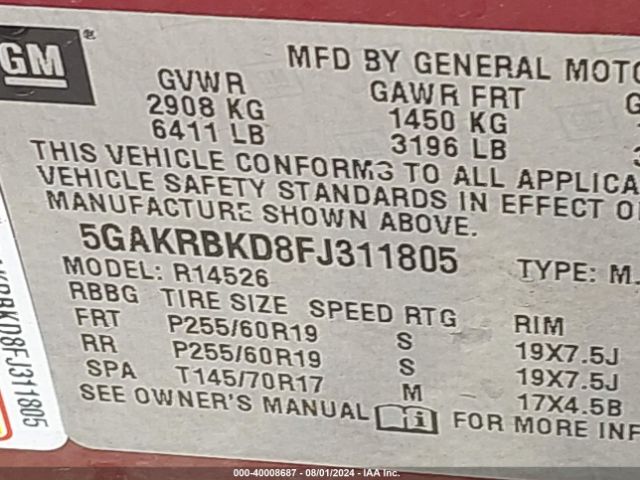 GM ®
MFD BY GENERAL MOTO
GVWR GAWR FRT G
2908 KG 1450 KG
6411 LB 3196 LB 3
THIS VEHICLE CONFORMS TO ALL APPLICA
VEHICLE SAFETY STANDARDS IN EFFECT O
MANUFACTURE SHOWN ABOVE.
5GAKRBKD8FJ311805 TYPE: M.
MODEL: R14526
RBBG TIRE SIZE SPEED RTG RIM
FRT P255/60R19 S 19X7.5J
RR P255/60R19 S 19X7.5J
SPA T145/70R17 M 17X4.5B
SEE OWNER'S MANUAL FOR MORE INF
KRBKD8FJ311805
000-40008687 - 08/01/2024 - IAA Inc.